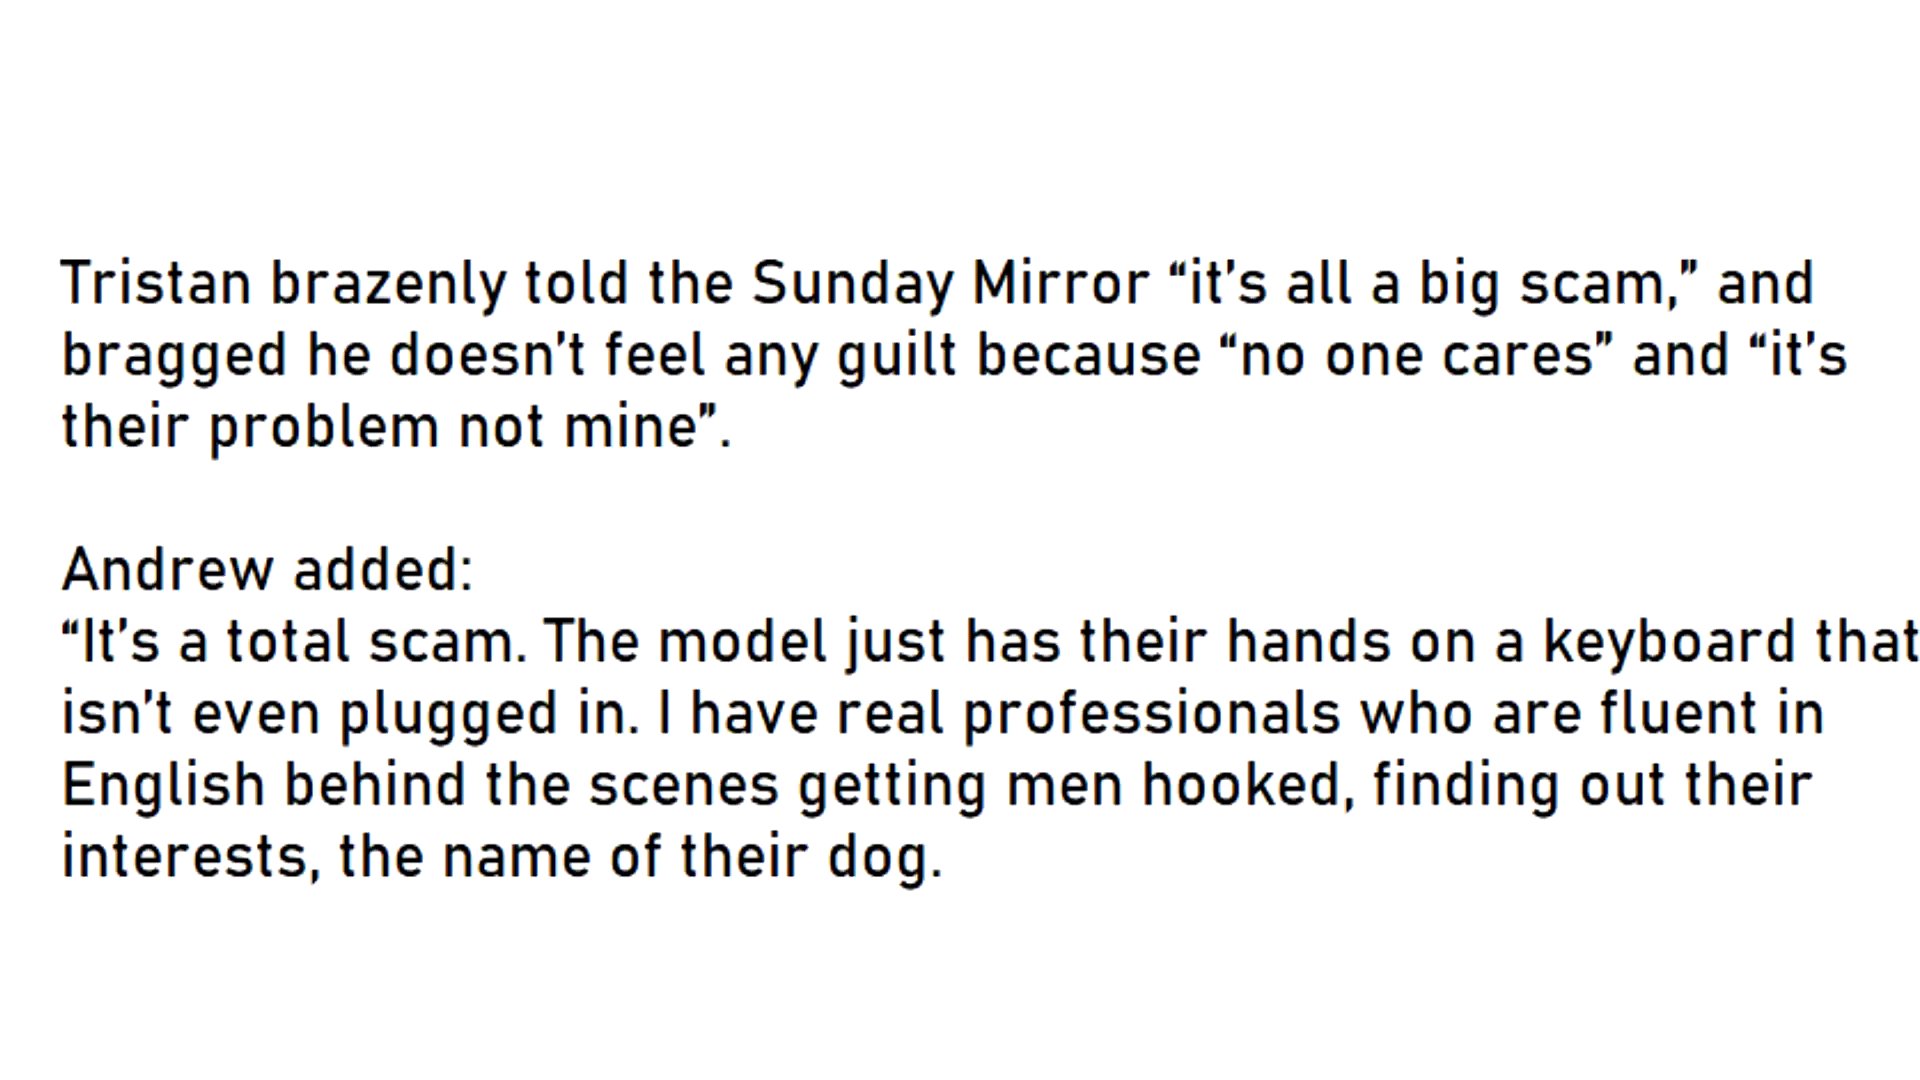 Tristan brazenly told the Sunday Mirror “it’s all a big scam,” and
bragged he doesn’t feel any guilt because “no one cares” and “it’s
their problem not mine”.
Andrew added:
“It’s a total scam. The model just has their hands on a keyboard that
isn’t even plugged in. I have real professionals who are fluent in
English behind the scenes getting men hooked, finding out their
interests, the name of their dog.